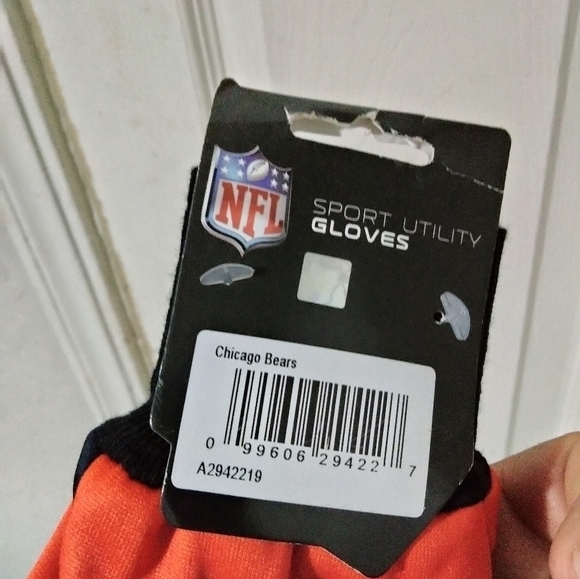 NFL
SPORT UTILITY
GLOVES
Chicago Bears
0 99606 29422 7
A2942219